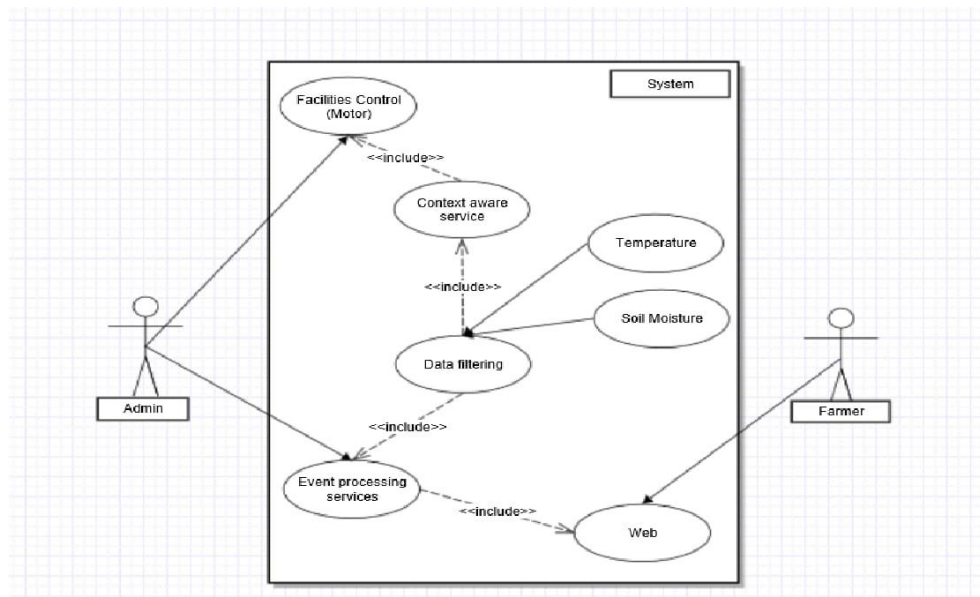 System
Facilities Control
(Motor)
<<include>>
Context aware
service
Temperature
<<include>>
Soil Moisture
Data filtering
Admin
Farmer
<<include>>
Event processing
services
<<include>>
Web